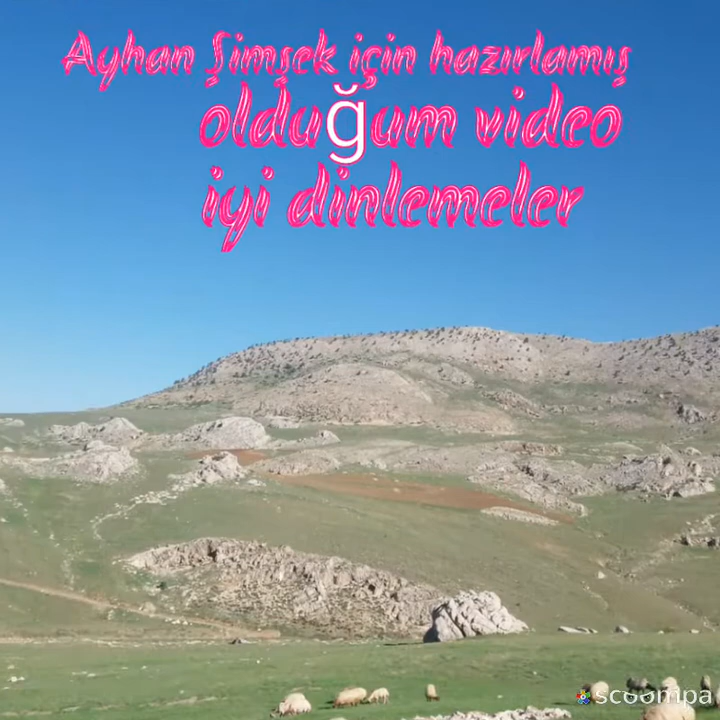 Ayhan Şimşek için hazırlamış
olduğum video
iyi dinlemeler
scoompa